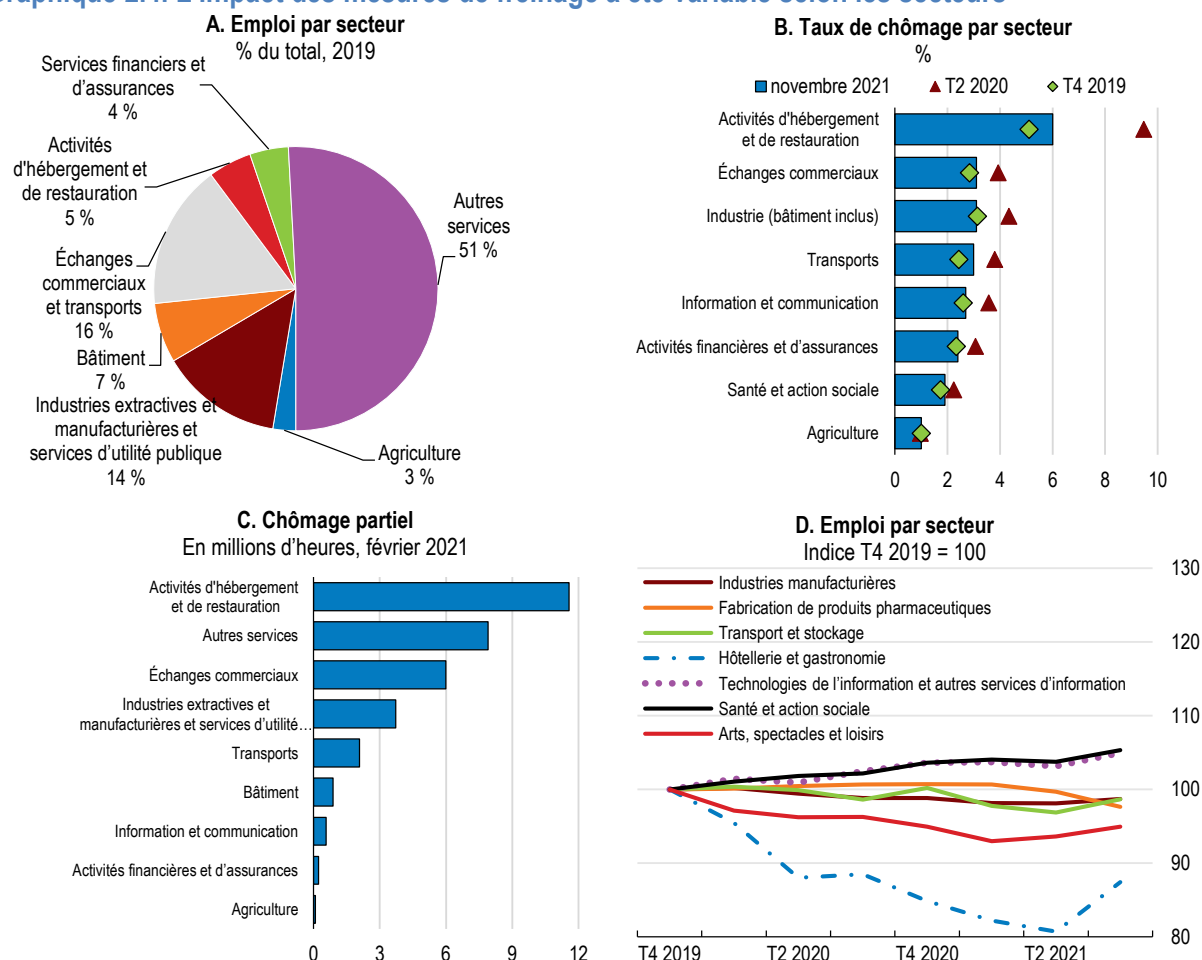 A. Emploi par secteur
% du total, 2019
Services financiers et
d'assurances
4 %
Activités
d'hébergement et
de restauration
5 %
Échanges
commerciaux
et transports
16 %
Bâtiment
7 %
Industries extractives et
manufacturières et
services d'utilité publique
14 %
Autres
services
51 %
Agriculture
3 %
B. Taux de chômage par secteur
%
novembre 2021
T2 2020
T4 2019
Activités d'hébergement
et de restauration
Échanges commerciaux
Industrie (bâtiment inclus)
Transports
Information et communication
Activités financières et d'assurances
Santé et action sociale
Agriculture
0 2 4 6 8 10
C. Chômage partiel
En millions d'heures, février 2021
Activités d'hébergement
et de restauration
Autres services
Échanges commerciaux
Industries extractives et
manufacturières et services d'utilité…
Transports
Bâtiment
Information et communication
Activités financières et d'assurances
Agriculture
0 3 6 9 12
D. Emploi par secteur
Indice T4 2019 = 100
Industries manufacturières
Fabrication de produits pharmaceutiques
Transport et stockage
Hôtellerie et gastronomie
Technologies de l'information et autres services d'information
Santé et action sociale
Arts, spectacles et loisirs
130
120
110
100
90
80
T4 2019 T2 2020 T4 2020 T2 2021